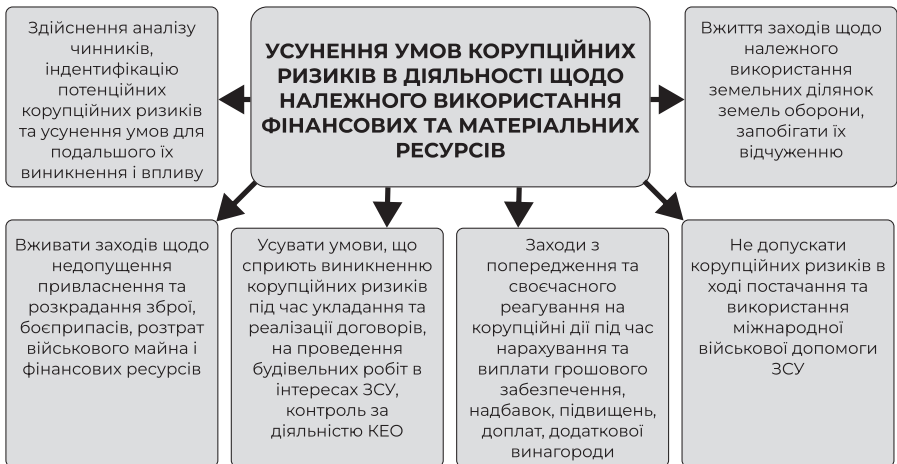 Здійснення аналізу
чинників,
індентифікацію
потенційних
корупційних ризиків
та усунення умов для
подальшого їх
виникнення і впливу
УСУНЕННЯ УМОВ КОРУПЦІЙНИХ
РИЗИКІВ В ДІЯЛЬНОСТІ ЩОДО
НАЛЕЖНОГО ВИКОРИСТАННЯ
ФІНАНСОВИХ ТА МАТЕРІАЛЬНИХ
РЕСУРСІВ
Вжиття заходів щодо
належного
використання
земельних ділянок
земель оборони,
запобігати їх
відчуженню
Вживати заходів щодо
недопущення
привласнення та
розкрадання зброї,
боєприпасів, розтрат
військового майна і
фінансових ресурсів
Усувати умови, що
сприють виникненню
корупційних ризиків
під час укладання та
реалізації договорів,
на проведення
будівельних робіт в
інтересах ЗСУ,
контроль за
діяльністю КЕО
Заходи з
попередження та
своєчасного
реагування на
корупційні дії під час
нарахування та
виплати грошового
забезпечення,
надбавок, підвищень,
доплат, додаткової
винагороди
Не допускати
корупційних ризиків в
ході постачання та
використання
міжнародної
військової допомоги
ЗСУ